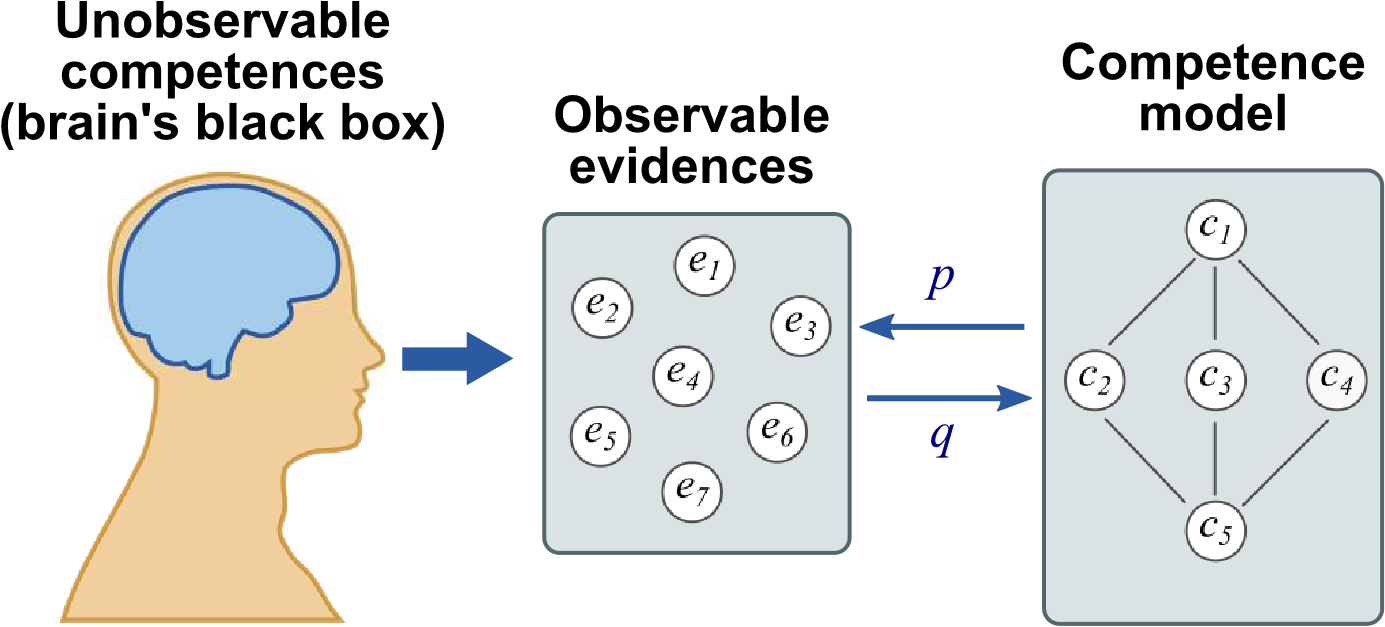 Unobservable
competences
(brain's black box)
Observable
evidences
Competence
model
e1
e2
e3
e4
e5
e6
e7
p
q
c1
c2
c3
c4
c5